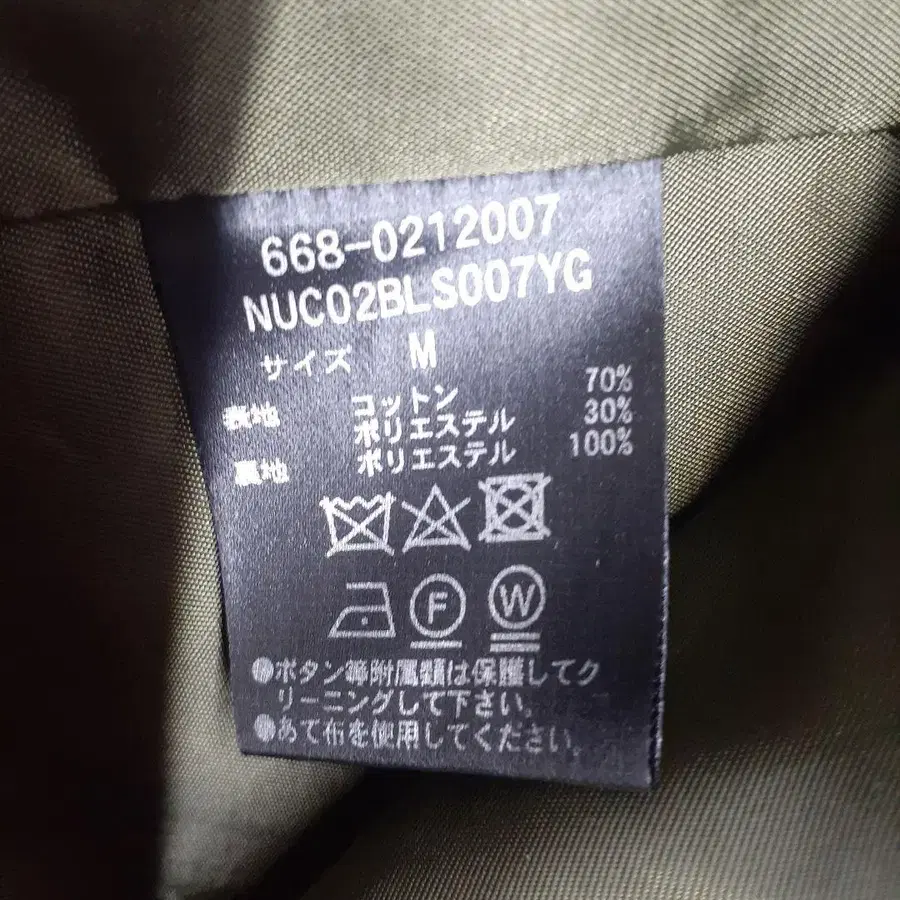 668-0212007
NUC02BLS007YG
サイズ M
表地 コットン 70%
ポリエステル 30%
裏地 ポリエステル 100%
F W
●ボタン等附属類は保護してク
リーニングして下さい。
●あて布を使用してください。